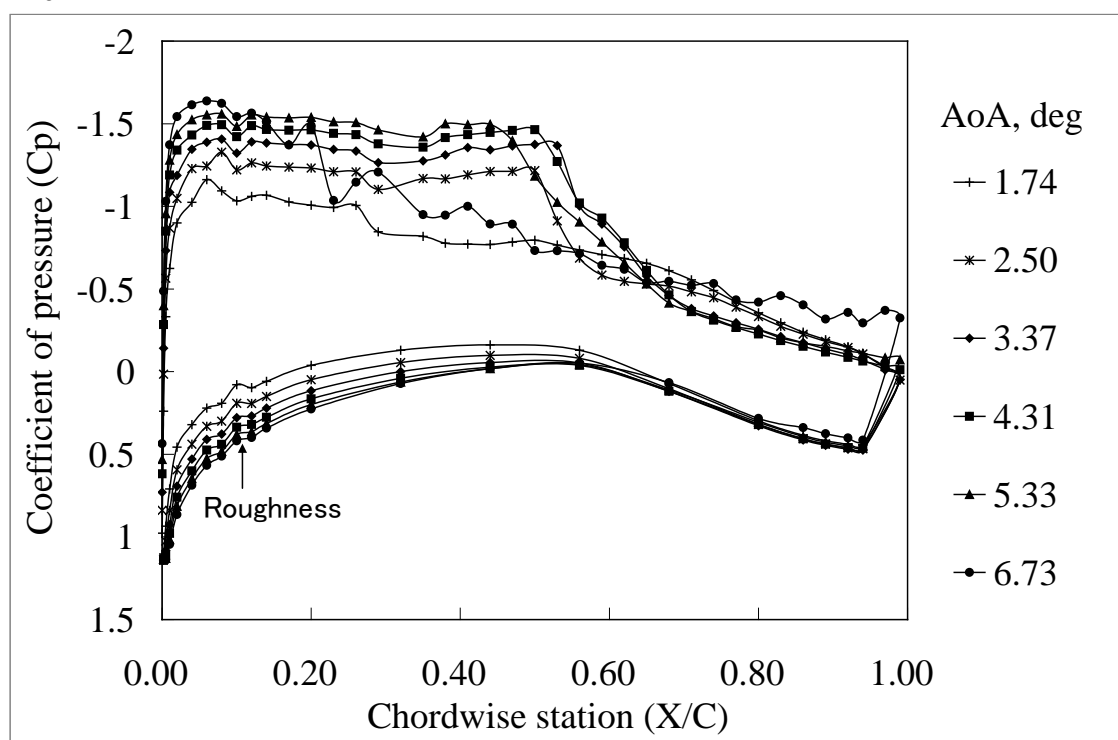 -2
-1.5
-1
-0.5
0
0.5
1
1.5
Coefficient of pressure (Cp)
0.00 0.20 0.40 0.60 0.80 1.00
Chordwise station (X/C)
Roughness
AoA, deg
1.74
2.50
3.37
4.31
5.33
6.73